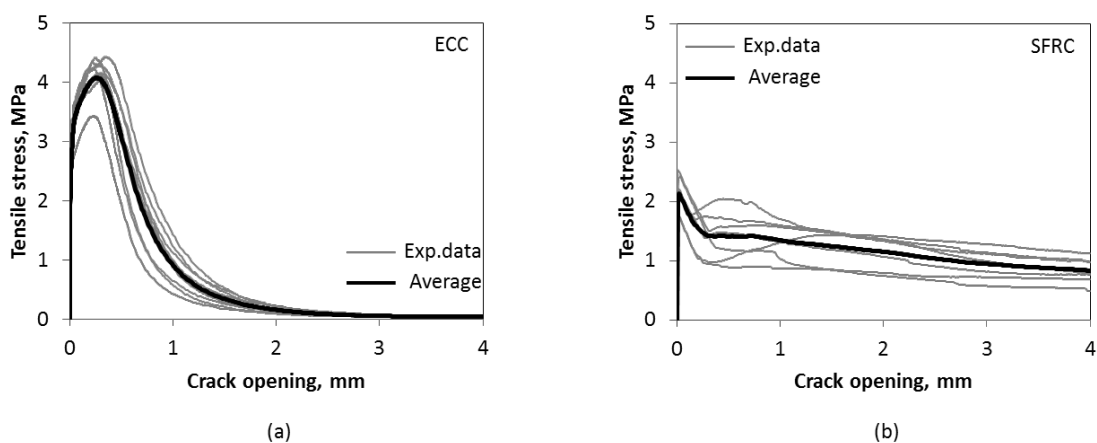 5
4
3
2
1
0
Tensile stress, MPa
ECC
Exp.data
Average
0 1 2 3 4
Crack opening, mm
(a)
5
4
3
2
1
0
Tensile stress, MPa
Exp.data
Average
SFRC
0 1 2 3 4
Crack opening, mm
(b)